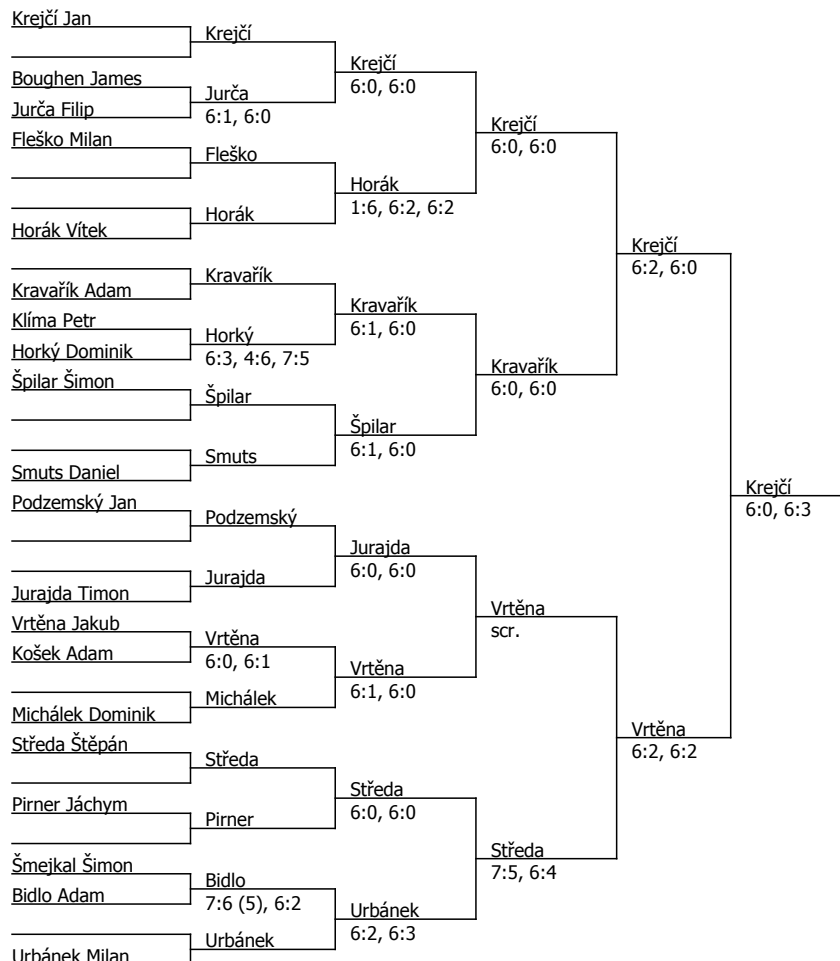 Krejčí Jan
Boughen James
Jurča Filip
Fleško Milan
Horák Vítek
Kravařík Adam
Klíma Petr
Horký Dominik
Špilar Šimon
Smuts Daniel
Podzemský Jan
Jurajda Timon
Vrtěna Jakub
Košek Adam
Michálek Dominik
Středa Štěpán
Pirner Jáchym
Šmejkal Šimon
Bidlo Adam
Urbánek Milan
Krejčí
Jurča
6:1, 6:0
Fleško
Horák
Kravařík
Horký
6:3, 4:6, 7:5
Špilar
Smuts
Podzemský
Jurajda
Vrtěna
6:0, 6:1
Michálek
Středa
Pirner
Bidlo
7:6 (5), 6:2
Urbánek
Krejčí
6:0, 6:0
Horák
1:6, 6:2, 6:2
Kravařík
6:1, 6:0
Špilar
6:1, 6:0
Jurajda
6:0, 6:0
Vrtěna
6:1, 6:0
Středa
6:0, 6:0
Urbánek
6:2, 6:3
Krejčí
6:0, 6:0
Kravařík
6:0, 6:0
Vrtěna
scr.
Středa
7:5, 6:4
Krejčí
6:2, 6:0
Vrtěna
6:2, 6:2
Krejčí
6:0, 6:3